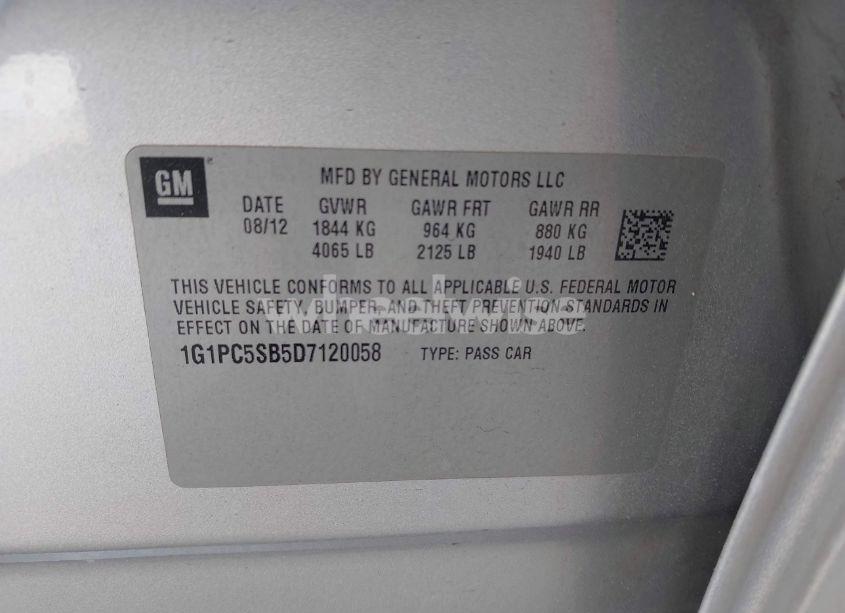 GM
MFD BY GENERAL MOTORS LLC
DATE GVWR GAWR FRT GAWR RR
08/12 1844 KG 964 KG 880 KG
4065 LB 2125 LB 1940 LB
THIS VEHICLE CONFORMS TO ALL APPLICABLE U.S. FEDERAL MOTOR
VEHICLE SAFETY, BUMPER, AND THEFT PREVENTION STANDARDS IN
EFFECT ON THE DATE OF MANUFACTURE SHOWN ABOVE.
1G1PC5SB5D7120058 TYPE: PASS CAR